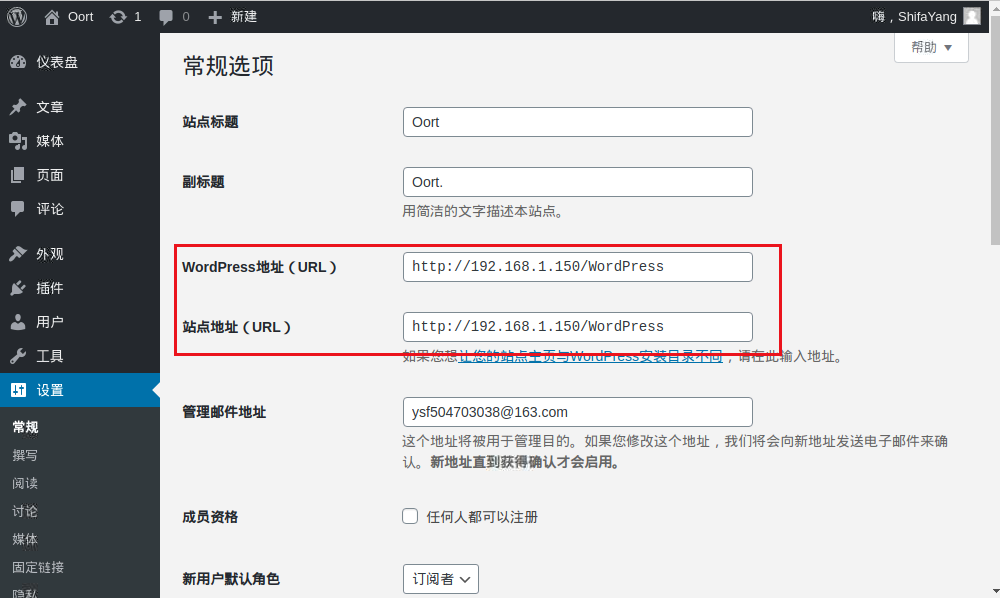 Oort 1 0 新建 嗨，ShifaYang
帮助
仪表盘
文章
媒体
页面
评论
外观
插件
用户
工具
设置
常规
撰写
阅读
讨论
媒体
固定链接
隐私
常规选项
站点标题 Oort
副标题 Oort.
用简洁的文字描述本站点。
WordPress地址（URL） http://192.168.1.150/WordPress
站点地址（URL） http://192.168.1.150/WordPress
如果您想让您的站点主页与WordPress安装目录不同，请在此输入地址。
管理邮件地址 ysf504703038@163.com
这个地址将被用于管理目的。如果您修改这个地址，我们将会向新地址发送电子邮件来确
认。新地址直到获得确认才会启用。
成员资格 任何人都可以注册
新用户默认角色 订阅者